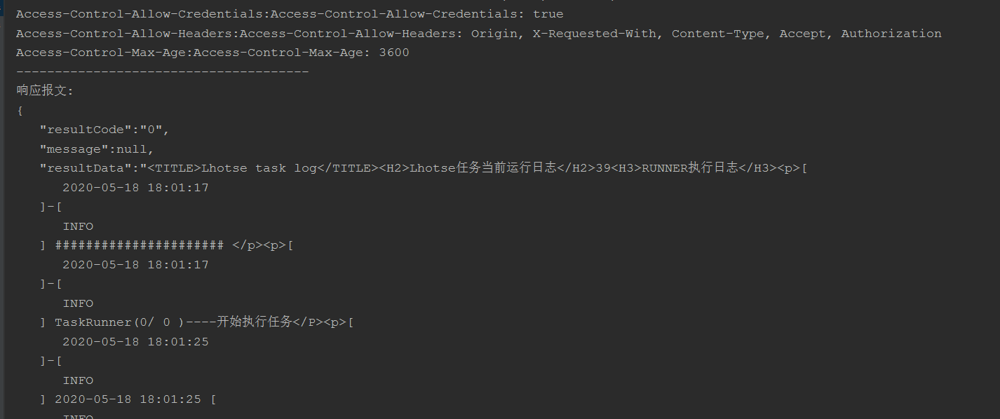 Access-Control-Allow-Credentials:Access-Control-Allow-Credentials: true
Access-Control-Allow-Headers:Access-Control-Allow-Headers: Origin, X-Requested-With, Content-Type, Accept, Authorization
Access-Control-Max-Age:Access-Control-Max-Age: 3600
--------------------------------------
响应报文:
{
   "resultCode":"0",
   "message":null,
   "resultData":"<TITLE>Lhotse task log</TITLE><H2>Lhotse任务当前运行日志</H2>39<H3>RUNNER执行日志</H3><p>[
      2020-05-18 18:01:17
   ]-[
      INFO
   ] ###################### </p><p>[
      2020-05-18 18:01:17
   ]-[
      INFO
   ] TaskRunner(0/ 0 )----开始执行任务</P><p>[
      2020-05-18 18:01:25
   ]-[
      INFO
   ] 2020-05-18 18:01:25 [
      INFO